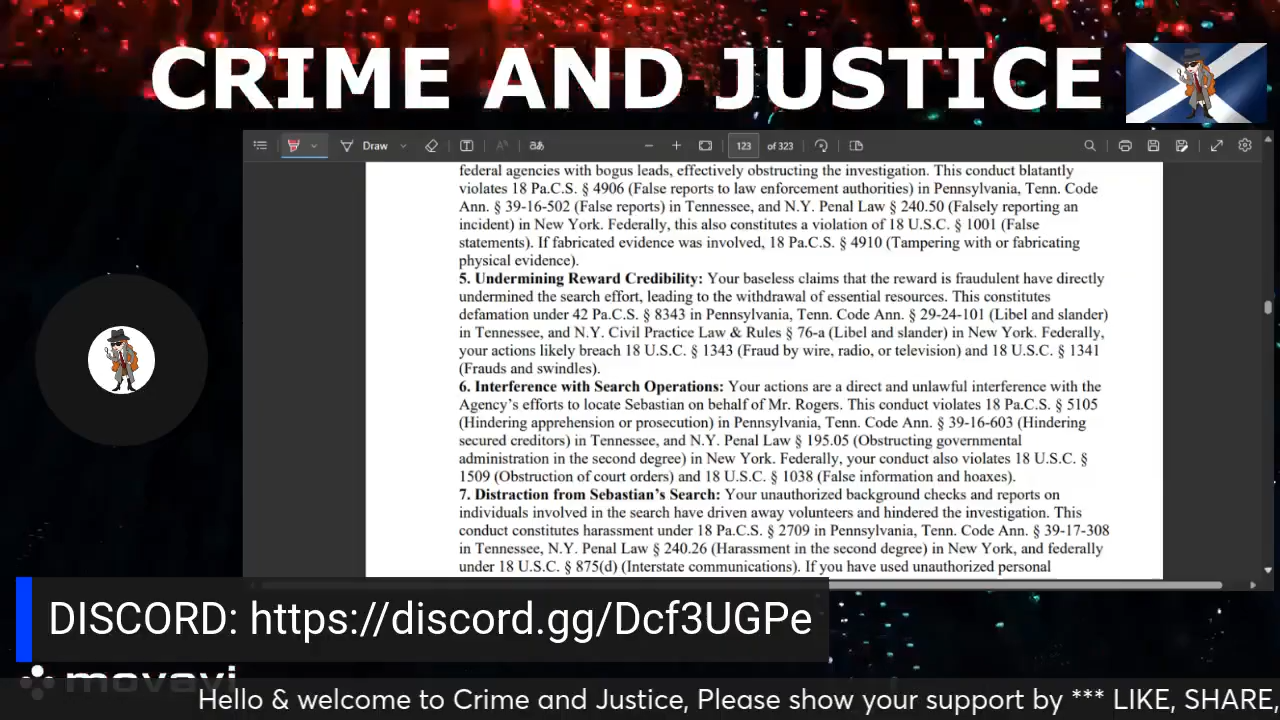 CRIME AND JUSTICE
Draw
123 of 323
federal agencies with bogus leads, effectively obstructing the investigation. This conduct blatantly
violates 18 Pa.C.S. § 4906 (False reports to law enforcement authorities) in Pennsylvania, Tenn. Code
Ann. § 39-16-502 (False reports) in Tennessee, and N.Y. Penal Law § 240.50 (Falsely reporting an
incident) in New York. Federally, this also constitutes a violation of 18 U.S.C. § 1001 (False
statements). If fabricated evidence was involved, 18 Pa.C.S. § 4910 (Tampering with or fabricating
physical evidence).
5. Undermining Reward Credibility: Your baseless claims that the reward is fraudulent have directly
undermined the search effort, leading to the withdrawal of essential resources. This constitutes
defamation under 42 Pa.C.S. § 8343 in Pennsylvania, Tenn. Code Ann. § 29-24-101 (Libel and slander)
in Tennessee, and N.Y. Civil Practice Law & Rules § 76-a (Libel and slander) in New York. Federally,
your actions likely breach 18 U.S.C. § 1343 (Fraud by wire, radio, or television) and 18 U.S.C. § 1341
(Frauds and swindles).
6. Interference with Search Operations: Your actions are a direct and unlawful interference with the
Agency's efforts to locate Sebastian on behalf of Mr. Rogers. This conduct violates 18 Pa.C.S. § 5105
(Hindering apprehension or prosecution) in Pennsylvania, Tenn. Code Ann. § 39-16-603 (Hindering
secured creditors) in Tennessee, and N.Y. Penal Law § 195.05 (Obstructing governmental
administration in the second degree) in New York. Federally, your conduct also violates 18 U.S.C. §
1509 (Obstruction of court orders) and 18 U.S.C. § 1038 (False information and hoaxes).
7. Distraction from Sebastian's Search: Your unauthorized background checks and reports on
individuals involved in the search have driven away volunteers and hindered the investigation. This
conduct constitutes harassment under 18 Pa.C.S. § 2709 in Pennsylvania, Tenn. Code Ann. § 39-17-308
in Tennessee, N.Y. Penal Law § 240.26 (Harassment in the second degree) in New York, and federally
under 18 U.S.C. § 875(d) (Interstate communications). If you have used unauthorized personal
DISCORD: https://discord.gg/Dcf3UGPe
movavi
Hello & welcome to Crime and Justice, Please show your support by *** LIKE, SHARE,